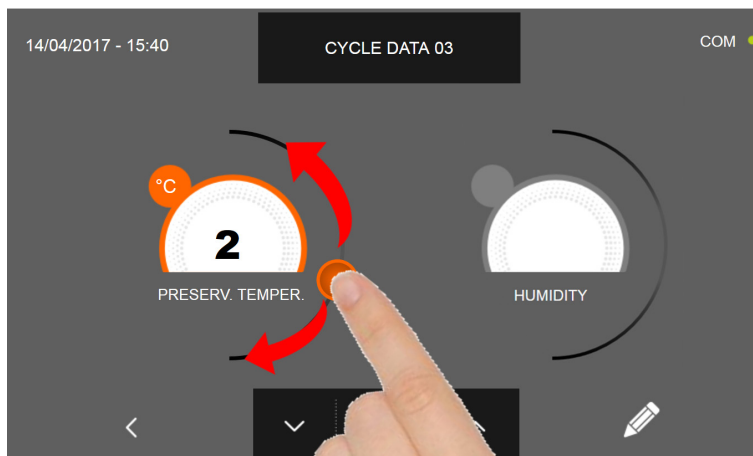 14/04/2017 - 15:40
CYCLE DATA 03
COM
°C
2
PRESERV. TEMPER.
HUMIDITY